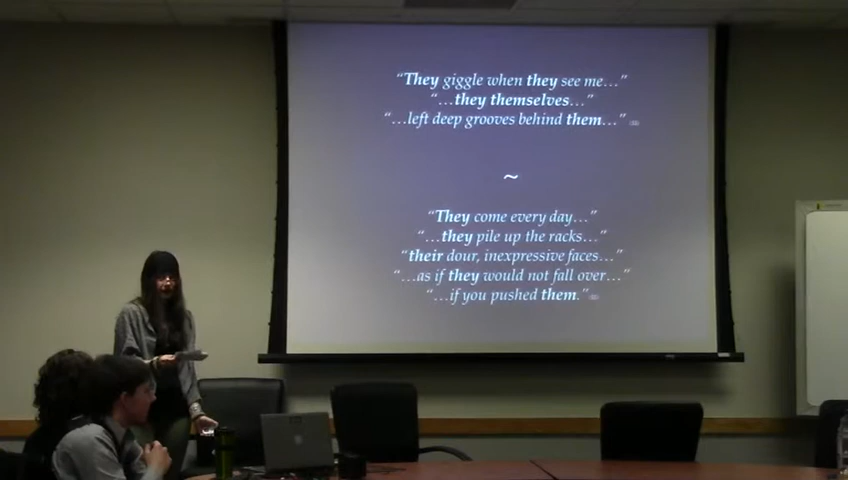 “They giggle when they see me…”
“…they themselves…”
“…left deep grooves behind them…”
~
“They come every day…”
“…they pile up the racks…”
“their dour, inexpressive faces…”
“…as if they would not fall over…”
“…if you pushed them.”